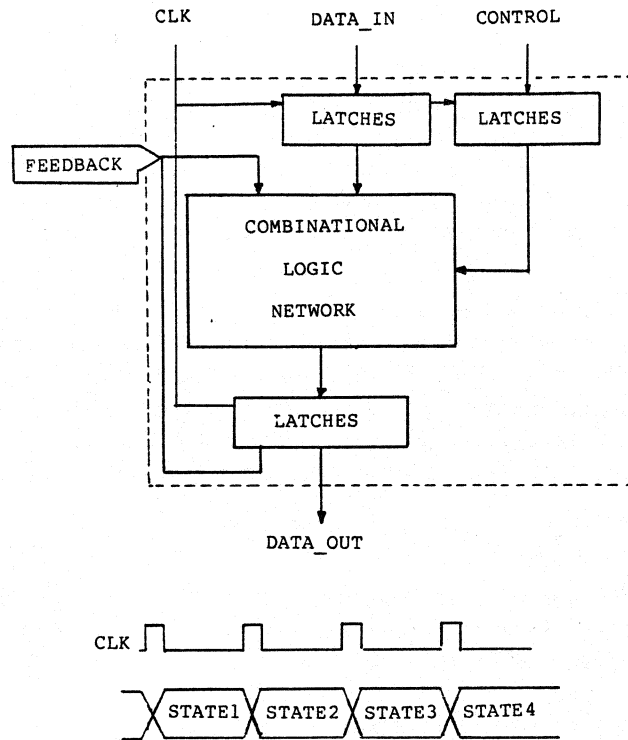 CLK DATA_IN CONTROL
LATCHES LATCHES
FEEDBACK
COMBINATIONAL
LOGIC
NETWORK
LATCHES
DATA_OUT
CLK
STATE1 STATE2 STATE3 STATE4